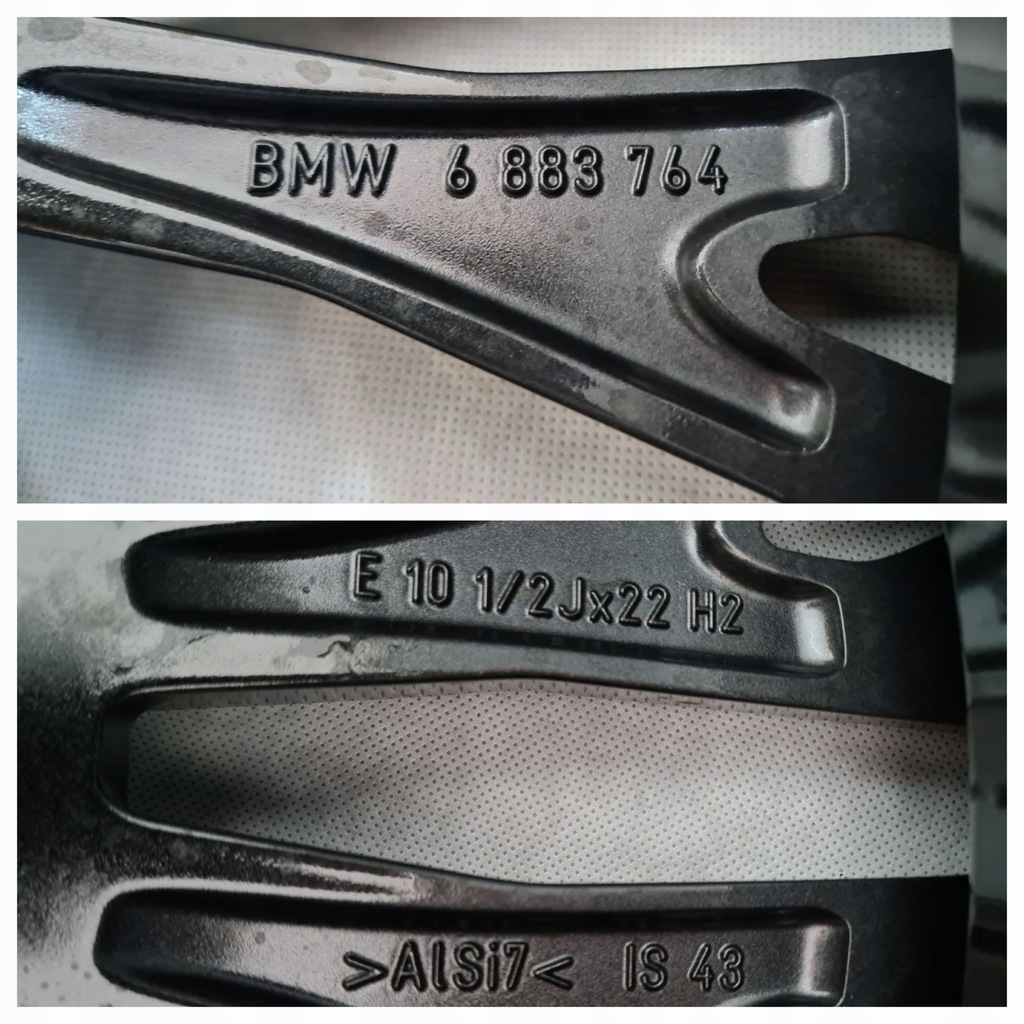 BMW 6 883 764
E 10 1/2Jx22 H2
>AlSi7< IS 43